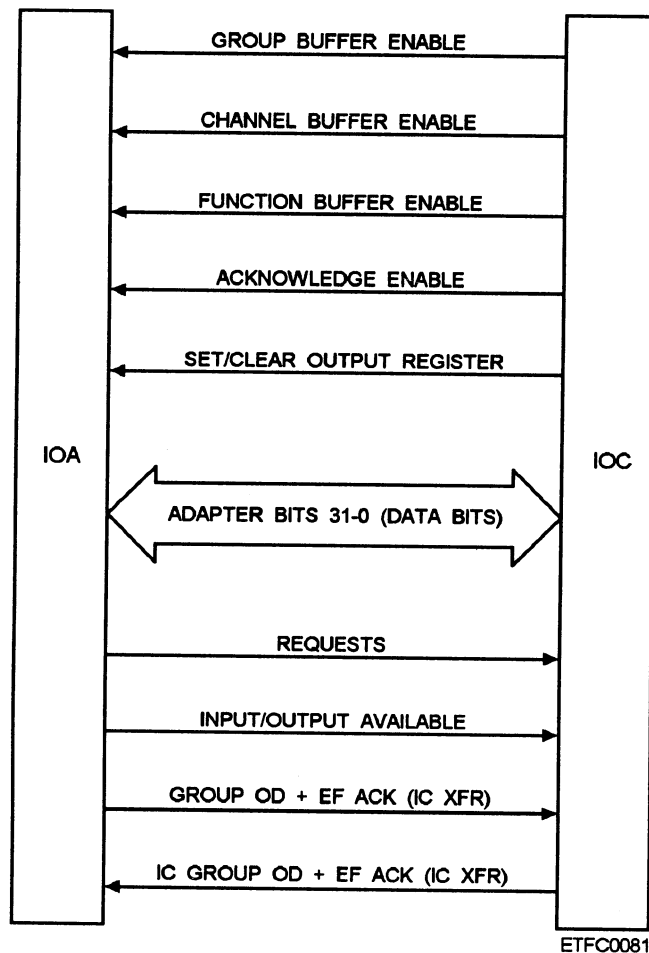 GROUP BUFFER ENABLE
CHANNEL BUFFER ENABLE
FUNCTION BUFFER ENABLE
ACKNOWLEDGE ENABLE
SET/CLEAR OUTPUT REGISTER
IOA
IOC
ADAPTER BITS 31-0 (DATA BITS)
REQUESTS
INPUT/OUTPUT AVAILABLE
GROUP OD + EF ACK (IC XFR)
IC GROUP OD + EF ACK (IC XFR)
ETFC0081